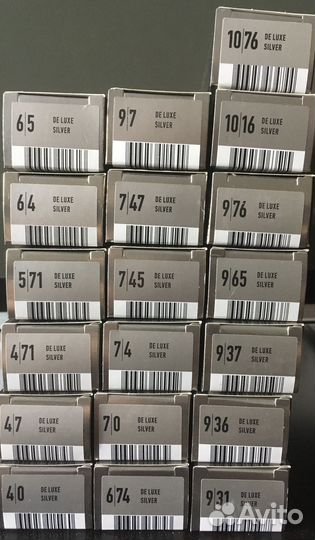 10|76 DE LUXE
SILVER
6|5 DE LUXE
SILVER
9|7 DE LUXE
SILVER
10|16 DE LUXE
SILVER
6|4 DE LUXE
SILVER
7|47 DE LUXE
SILVER
9|76 DE LUXE
SILVER
5|71 DE LUXE
SILVER
7|45 DE LUXE
SILVER
9|65 DE LUXE
SILVER
4|71 DE LUXE
SILVER
7|4 DE LUXE
SILVER
9|37 DE LUXE
SILVER
4|7 DE LUXE
SILVER
7|0 DE LUXE
SILVER
9|36 DE LUXE
SILVER
4|0 DE LUXE
SILVER
6|74 DE LUXE
SILVER
9|31 DE LUXE
SILVER
Avito